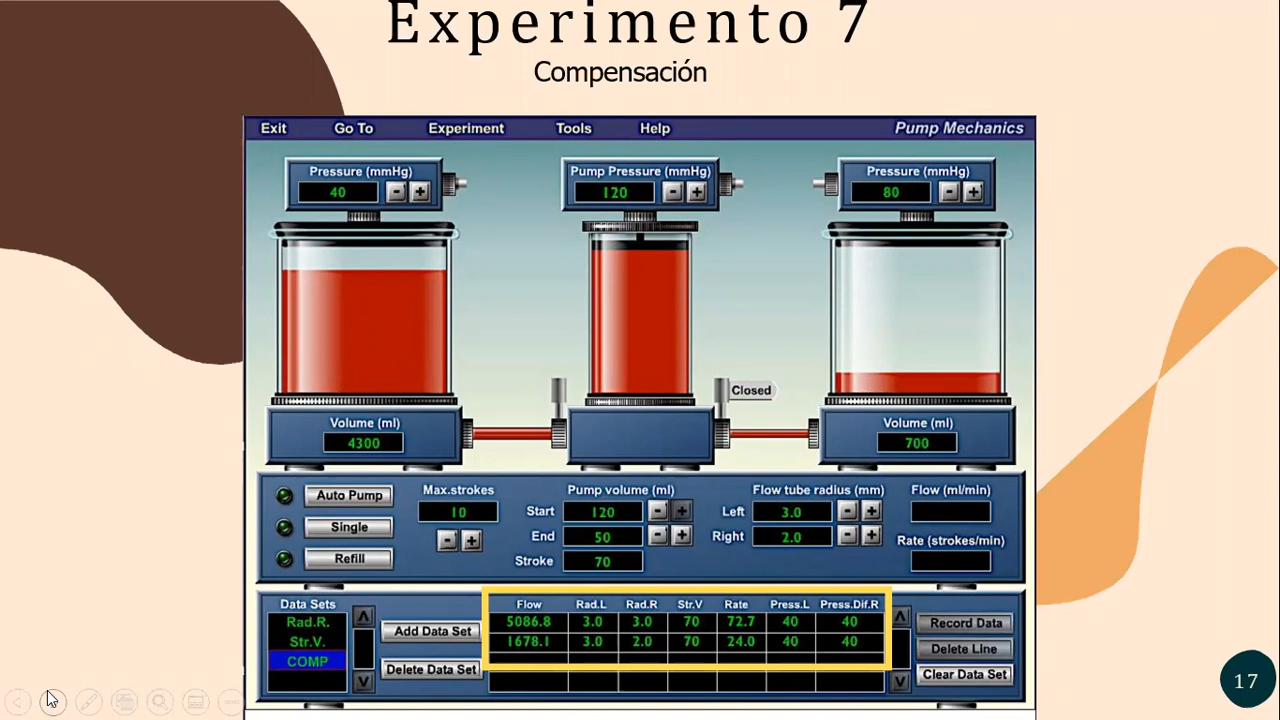 Experimento 7
Compensación
Exit Go To Experiment Tools Help Pump Mechanics
Pressure (mmHg) Pump Pressure (mmHg) Pressure (mmHg)
40 - + 120 - + 80 - +
Closed
Volume (ml) Volume (ml)
4300 700
Auto Pump
Single
Refill
Max.strokes
10
- +
Pump volume (ml)
Start 120 - +
End 50 - +
Stroke 70
Flow tube radius (mm)
Left 3.0 - +
Right 2.0 - +
Flow (ml/min)
Rate (strokes/min)
Data Sets
Rad.R.
Str.V.
COMP
Add Data Set
Delete Data Set
Flow Rad.L Rad.R Str.V Rate Press.L Press.Dif.R
5086.8 3.0 3.0 70 72.7 40 40
1678.1 3.0 2.0 70 24.0 40 40
Record Data
Delete Line
Clear Data Set
17